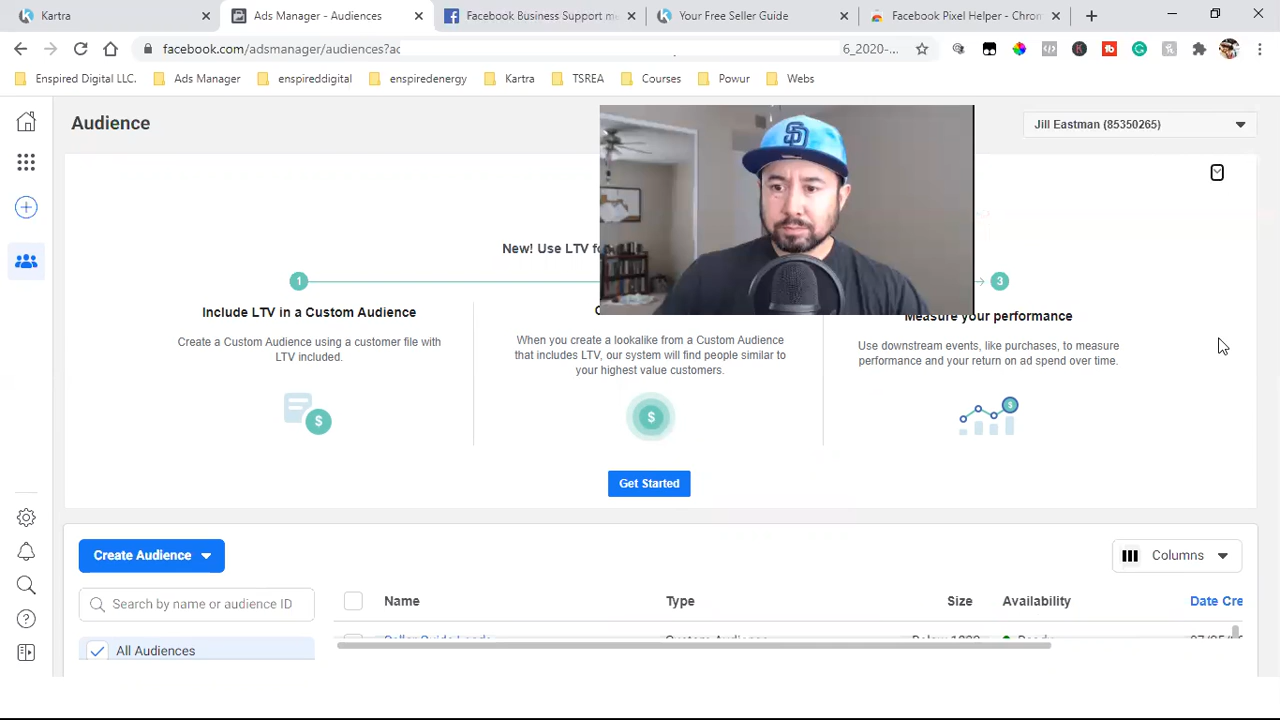 Kartra
Ads Manager - Audiences
Facebook Business Support me
Your Free Seller Guide
Facebook Pixel Helper - Chron
facebook.com/adsmanager/audiences?ac
6_2020-...
Enspired Digital LLC.
Ads Manager
enspireddigital
enspiredenergy
Kartra
TSREA
Courses
Powur
Webs
Audience
Jill Eastman (85350265)
New! Use LTV fo
1
3
Include LTV in a Custom Audience
Measure your performance
Create a Custom Audience using a customer file with
LTV included.
When you create a lookalike from a Custom Audience
that includes LTV, our system will find people similar to
your highest value customers.
Use downstream events, like purchases, to measure
performance and your return on ad spend over time.
Get Started
Create Audience
Columns
Search by name or audience ID
Name
Type
Size
Availability
Date Cre
All Audiences